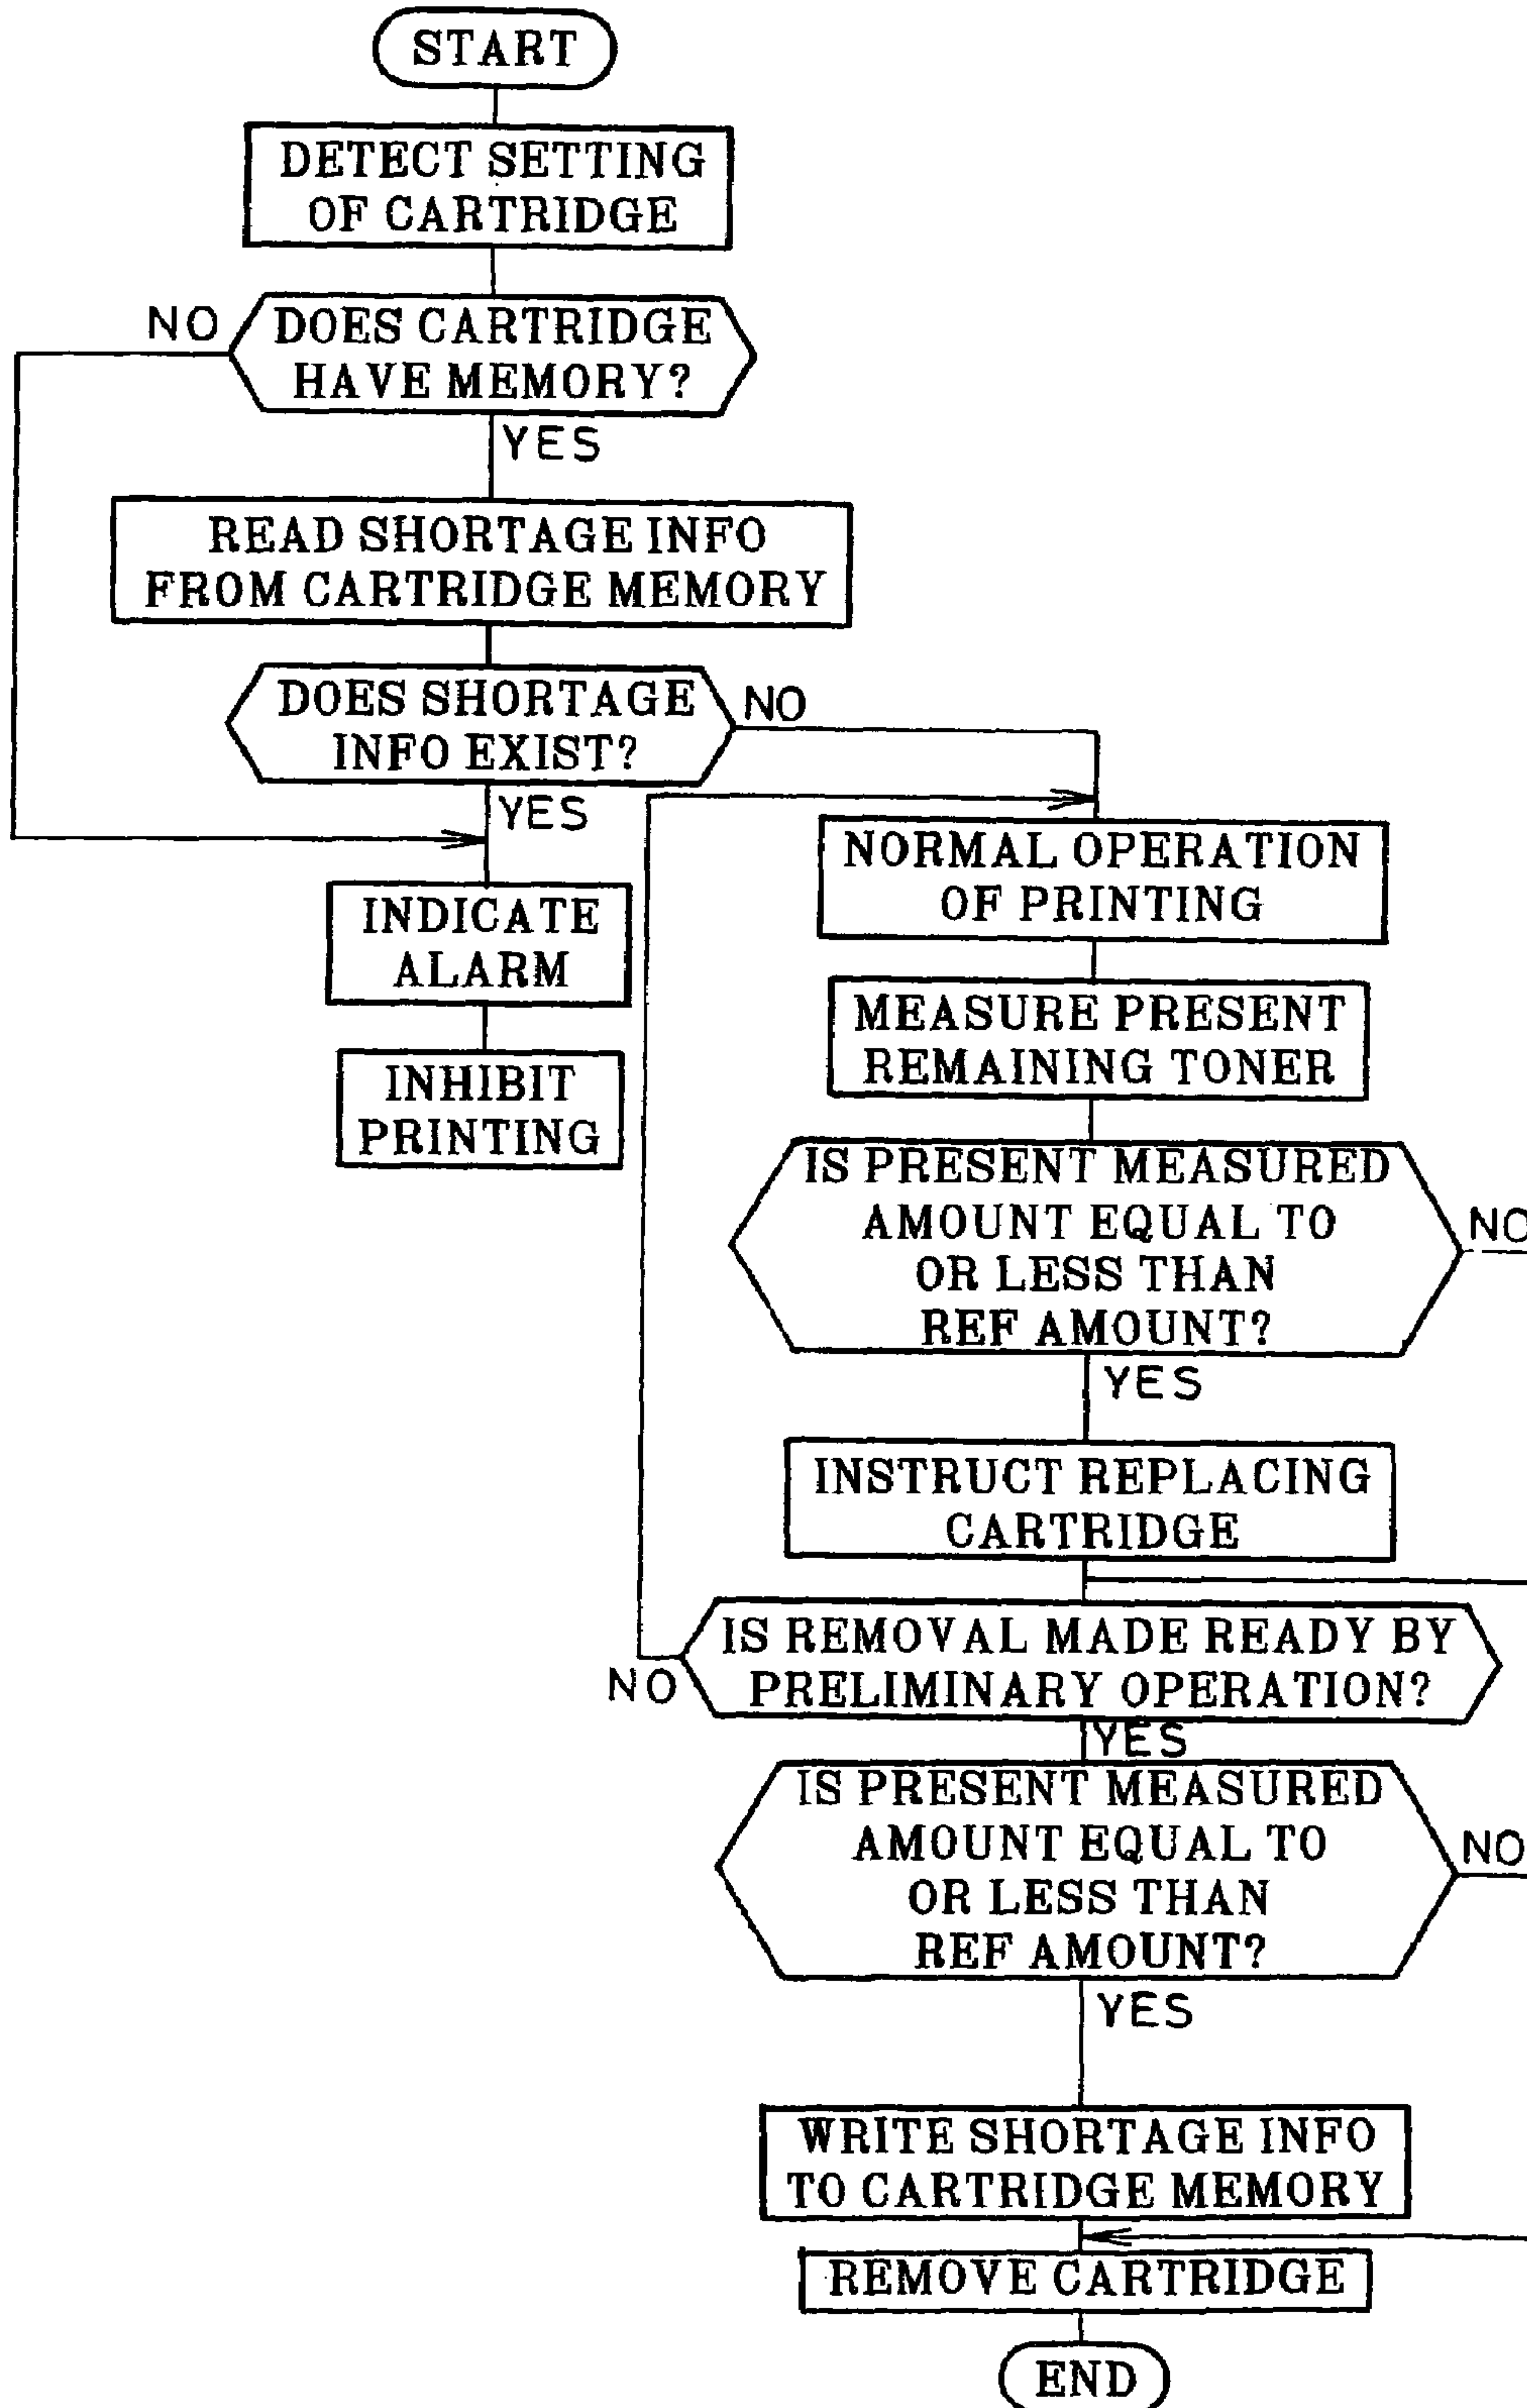 START
DETECT SETTING
OF CARTRIDGE
NO
DOES CARTRIDGE
HAVE MEMORY?
YES
READ SHORTAGE INFO
FROM CARTRIDGE MEMORY
DOES SHORTAGE
INFO EXIST?
NO
YES
INDICATE
ALARM
INHIBIT
PRINTING
NORMAL OPERATION
OF PRINTING
MEASURE PRESENT
REMAINING TONER
IS PRESENT MEASURED
AMOUNT EQUAL TO
OR LESS THAN
REF AMOUNT?
NO
YES
INSTRUCT REPLACING
CARTRIDGE
IS REMOVAL MADE READY BY
PRELIMINARY OPERATION?
NO
YES
IS PRESENT MEASURED
AMOUNT EQUAL TO
OR LESS THAN
REF AMOUNT?
NO
YES
WRITE SHORTAGE INFO
TO CARTRIDGE MEMORY
REMOVE CARTRIDGE
END